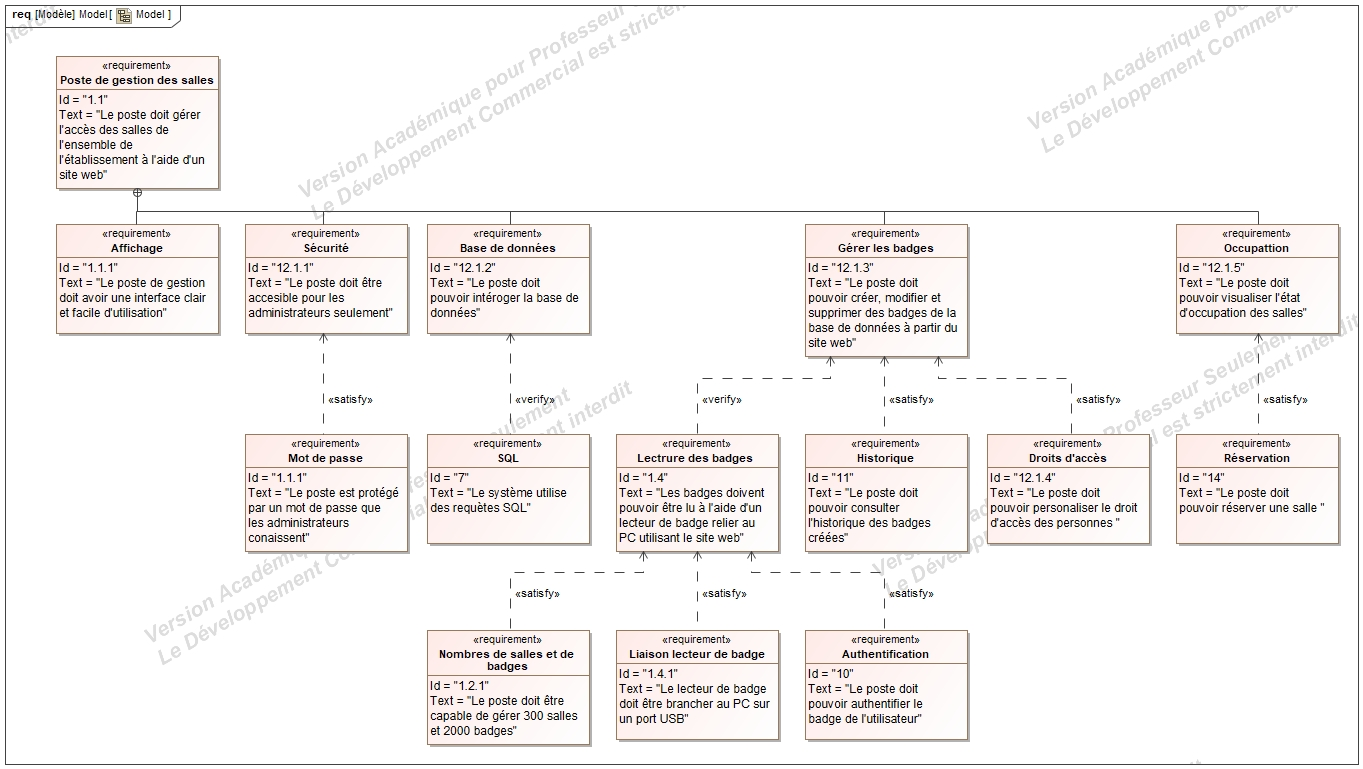 req [Modèle] Model[ Model ]
«requirement»
Poste de gestion des salles
Id = "1.1"
Text = "Le poste doit gérer
l'accès des salles de
l'ensemble de
l'établissement à l'aide d'un
site web"
«requirement»
Affichage
Id = "1.1.1"
Text = "Le poste de gestion
doit avoir une interface clair
et facile d'utilisation"
«requirement»
Sécurité
Id = "12.1.1"
Text = "Le poste doit être
accesible pour les
administrateurs seulement"
«requirement»
Base de données
Id = "12.1.2"
Text = "Le poste doit
pouvoir intéroger la base de
données"
«requirement»
Gérer les badges
Id = "12.1.3"
Text = "Le poste doit
pouvoir créer, modifier et
supprimer des badges de la
base de données à partir du
site web"
«requirement»
Occupattion
Id = "12.1.5"
Text = "Le poste doit
pouvoir visualiser l'état
d'occupation des salles"
«satisfy»
«verify»
«verify»
«satisfy»
«satisfy»
«satisfy»
«requirement»
Mot de passe
Id = "1.1.1"
Text = "Le poste est protégé
par un mot de passe que
les administrateurs
conaissent"
«requirement»
SQL
Id = "7"
Text = "Le système utilise
des requètes SQL"
«requirement»
Lectrure des badges
Id = "1.4"
Text = "Les badges doivent
pouvoir être lu à l'aide d'un
lecteur de badge relier au
PC utilisant le site web"
«requirement»
Historique
Id = "11"
Text = "Le poste doit
pouvoir consulter
l'historique des badges
créées"
«requirement»
Droits d'accès
Id = "12.1.4"
Text = "Le poste doit
pouvoir personaliser le droit
d'accès des personnes "
«requirement»
Réservation
Id = "14"
Text = "Le poste doit
pouvoir réserver une salle "
«satisfy»
«satisfy»
«satisfy»
«requirement»
Nombres de salles et de
badges
Id = "1.2.1"
Text = "Le poste doit être
capable de gérer 300 salles
et 2000 badges"
«requirement»
Liaison lecteur de badge
Id = "1.4.1"
Text = "Le lecteur de badge
doit être brancher au PC sur
un port USB"
«requirement»
Authentification
Id = "10"
Text = "Le poste doit
pouvoir authentifier le
badge de l'utilisateur"
Version Académique pour Professeur
Le Développement Commercial est strictement
Version Académique pour
Le Développement Commercial
Professeur Seulement
est strictement interdit
Version Académique
Le Développement